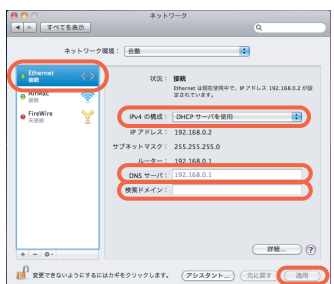 ネットワーク
すべてを表示
ネットワーク環境： 自動
Ethernet
接続
AirMac
接続
FireWire
未接続
状況： 接続
Ethernet は現在使用中で、IP アドレス 192.168.0.2 が設
定されています。
IPv4 の構成： DHCP サーバを使用
IP アドレス： 192.168.0.2
サブネットマスク： 255.255.255.0
ルーター： 192.168.0.1
DNS サーバ： 192.168.0.1
検索ドメイン：
詳細... ?
変更できないようにするにはカギをクリックします。 アシスタント... 元に戻す 適用